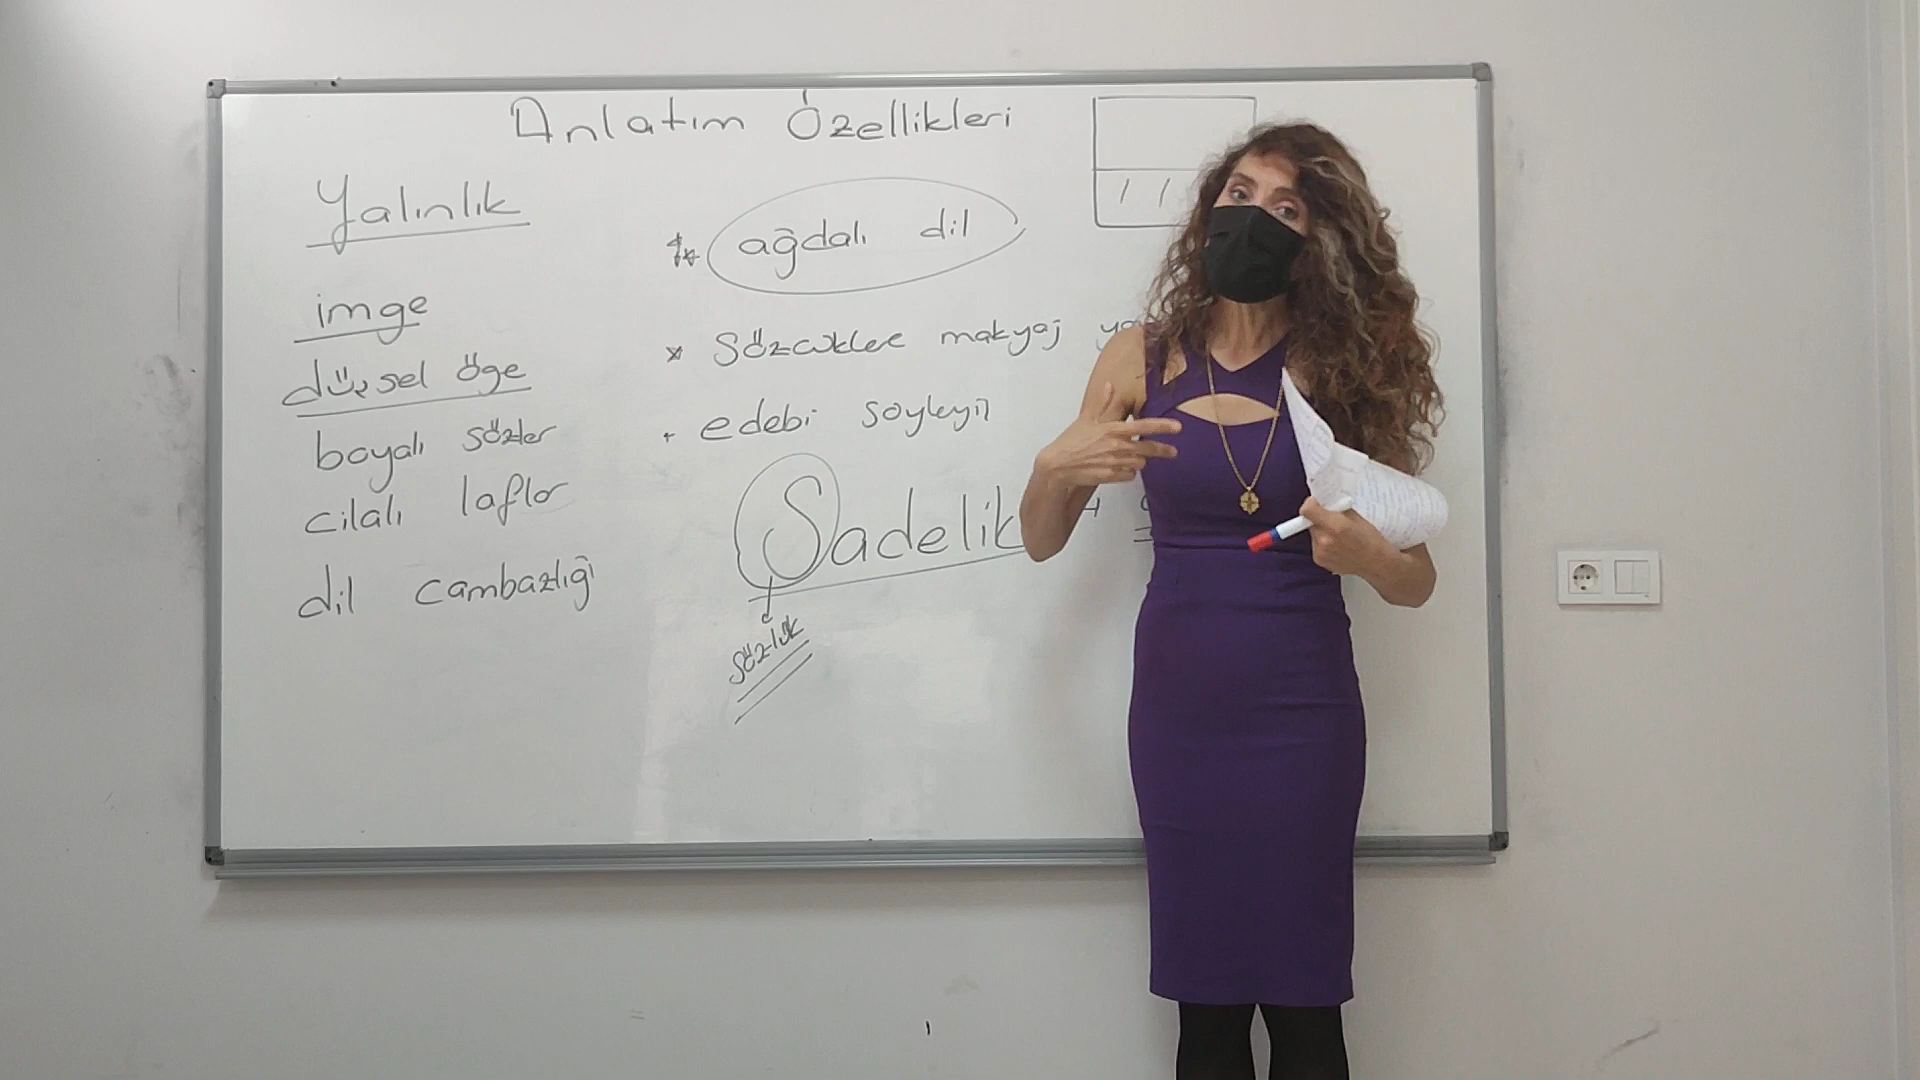 Anlatım Özellikleri
Yalınlık
imge
düşsel öge
boyalı sözler
cilalı laflar
dil cambazlığı
ağdalı dil
* Sözcüklere makyaj
edebi söyleyiş
Sadelik
sözlük